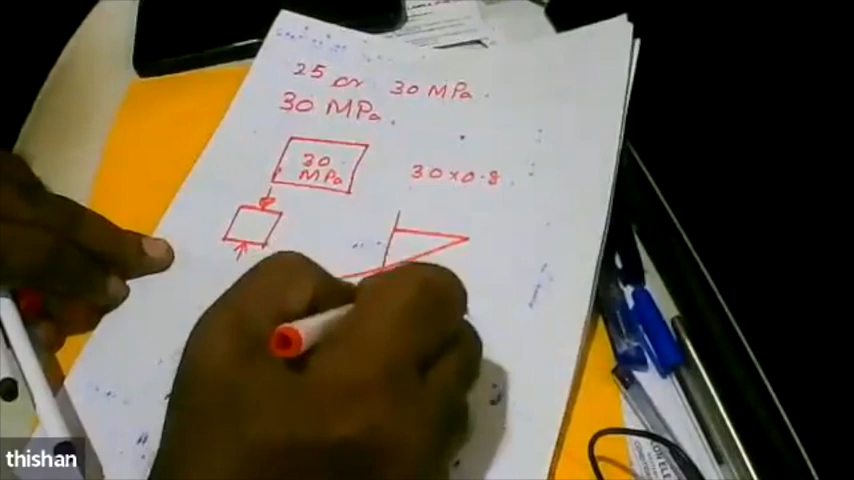 25 or 30 MPa.
30 MPa.
30
MPa
30 x 0.8
thishan